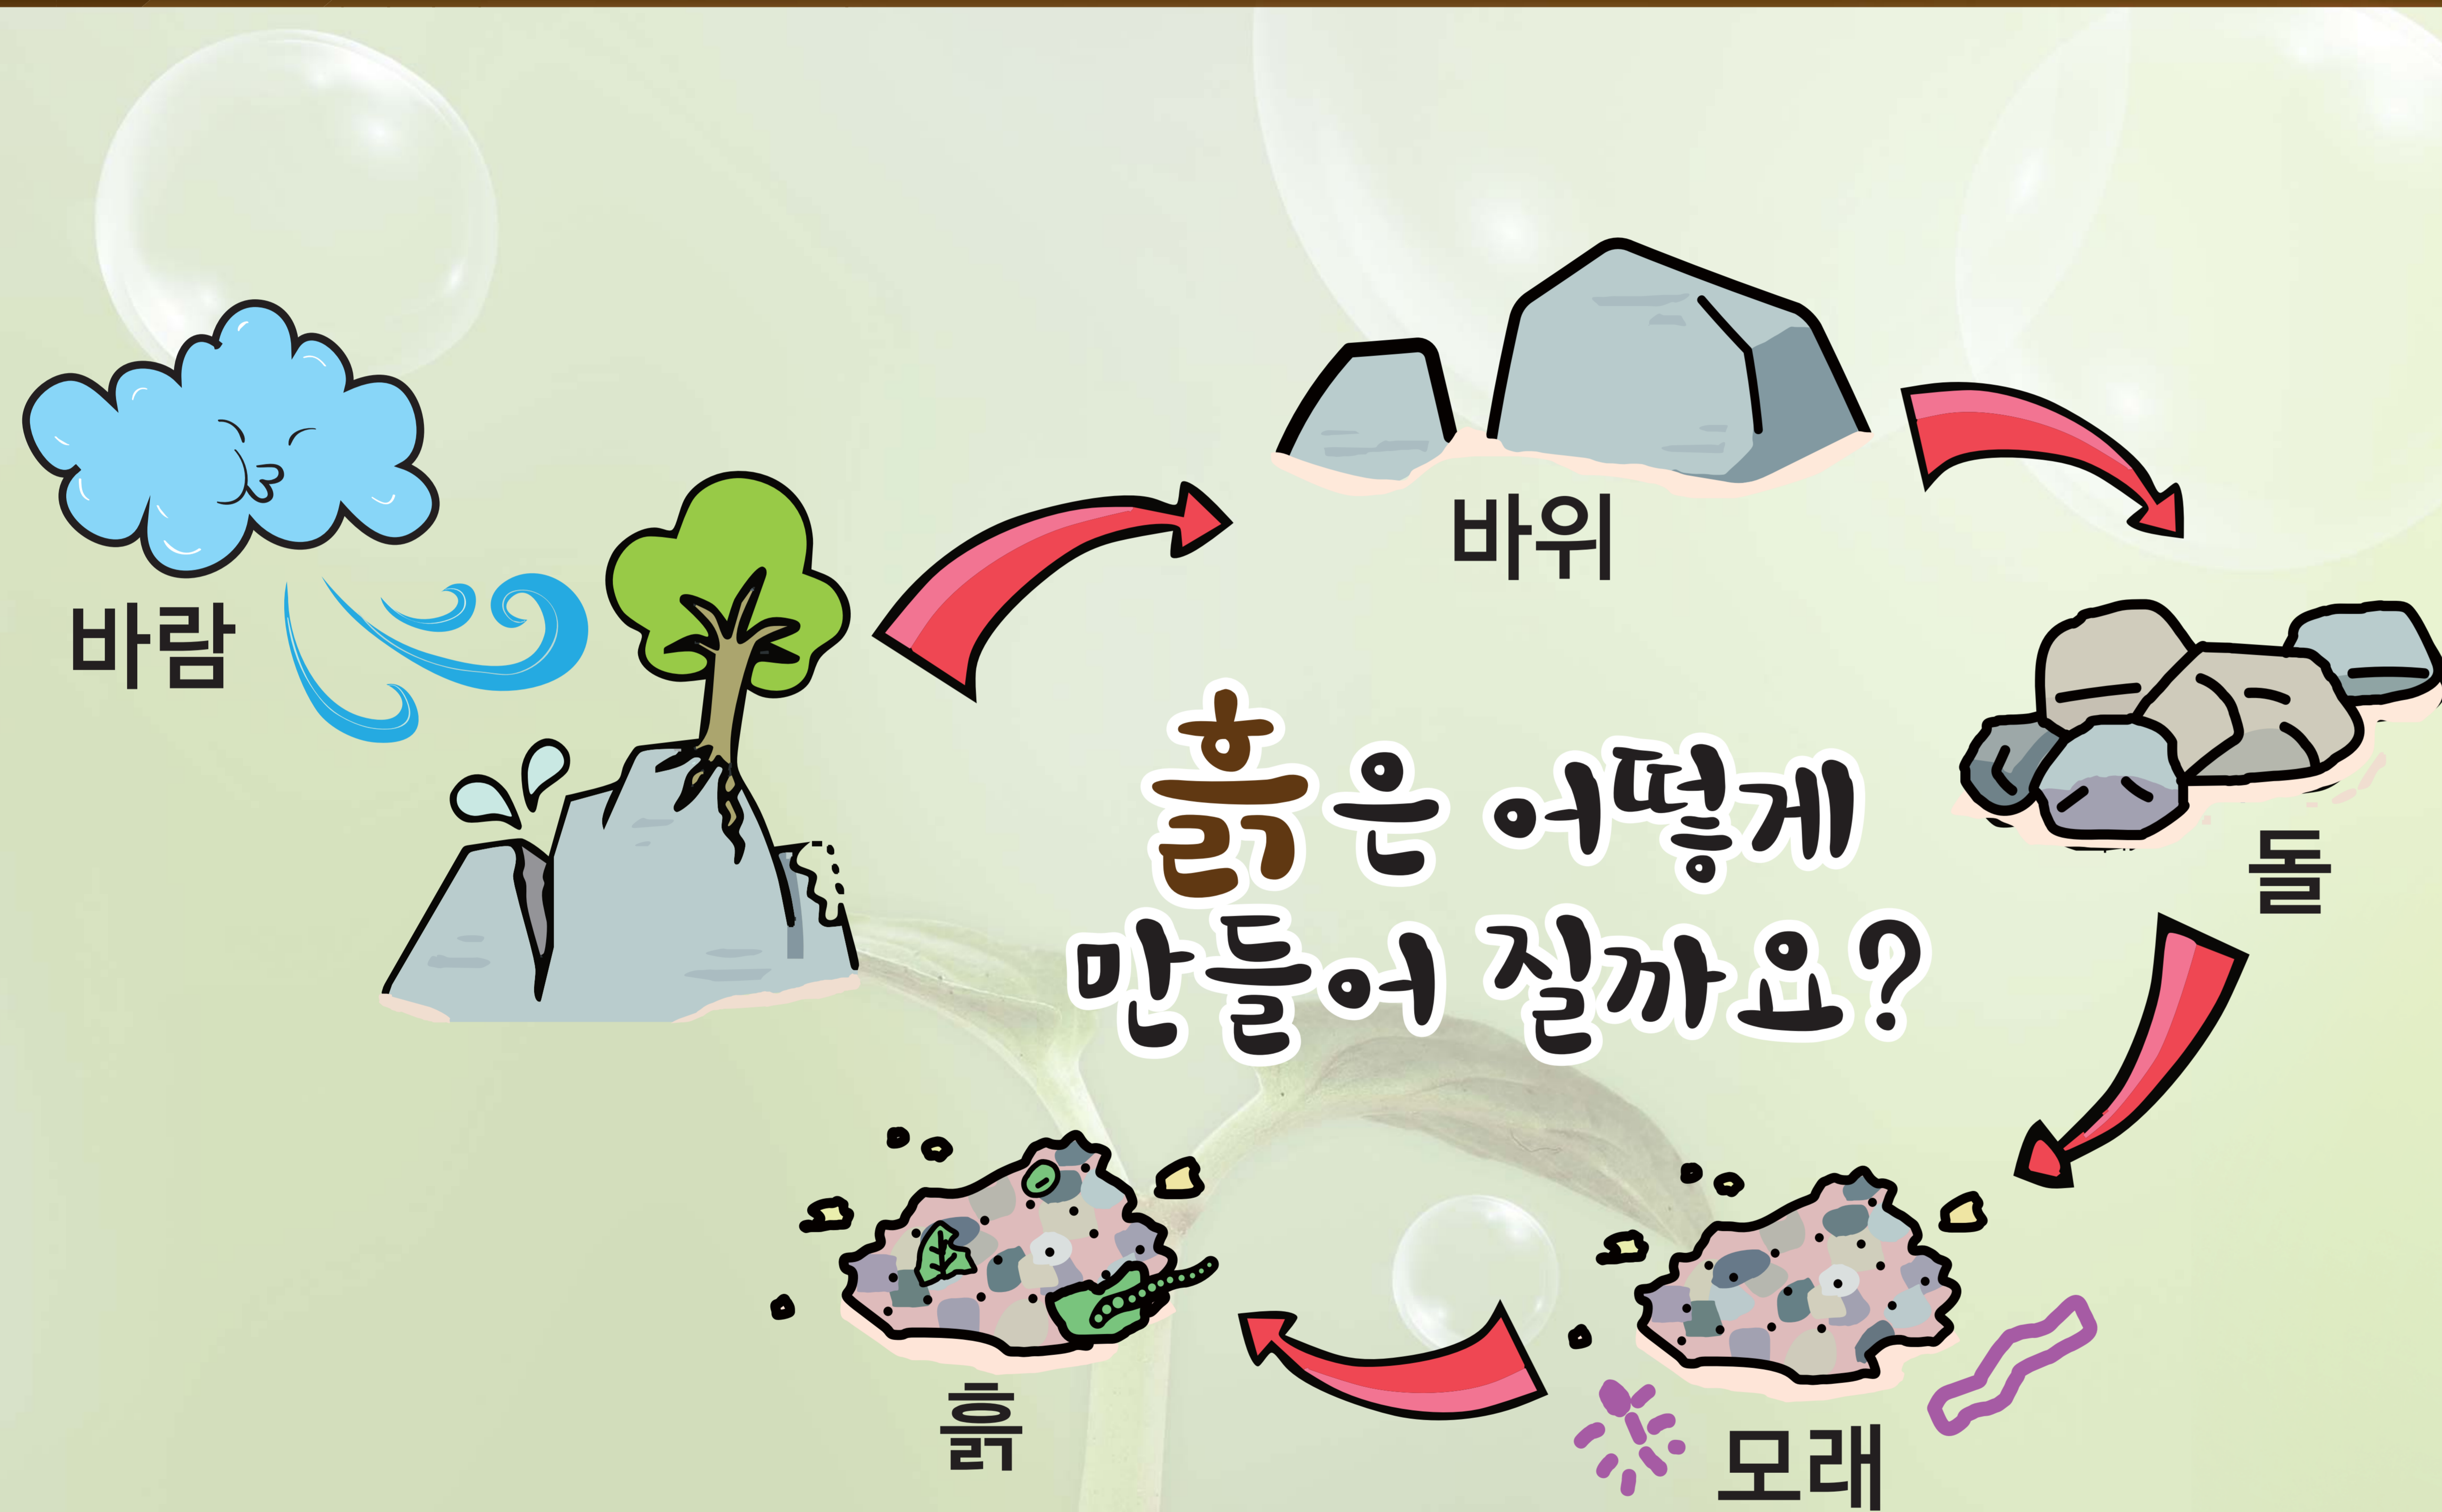 바람
바위
돌
흙은 어떻게
만들어 질까요?
흙
모래